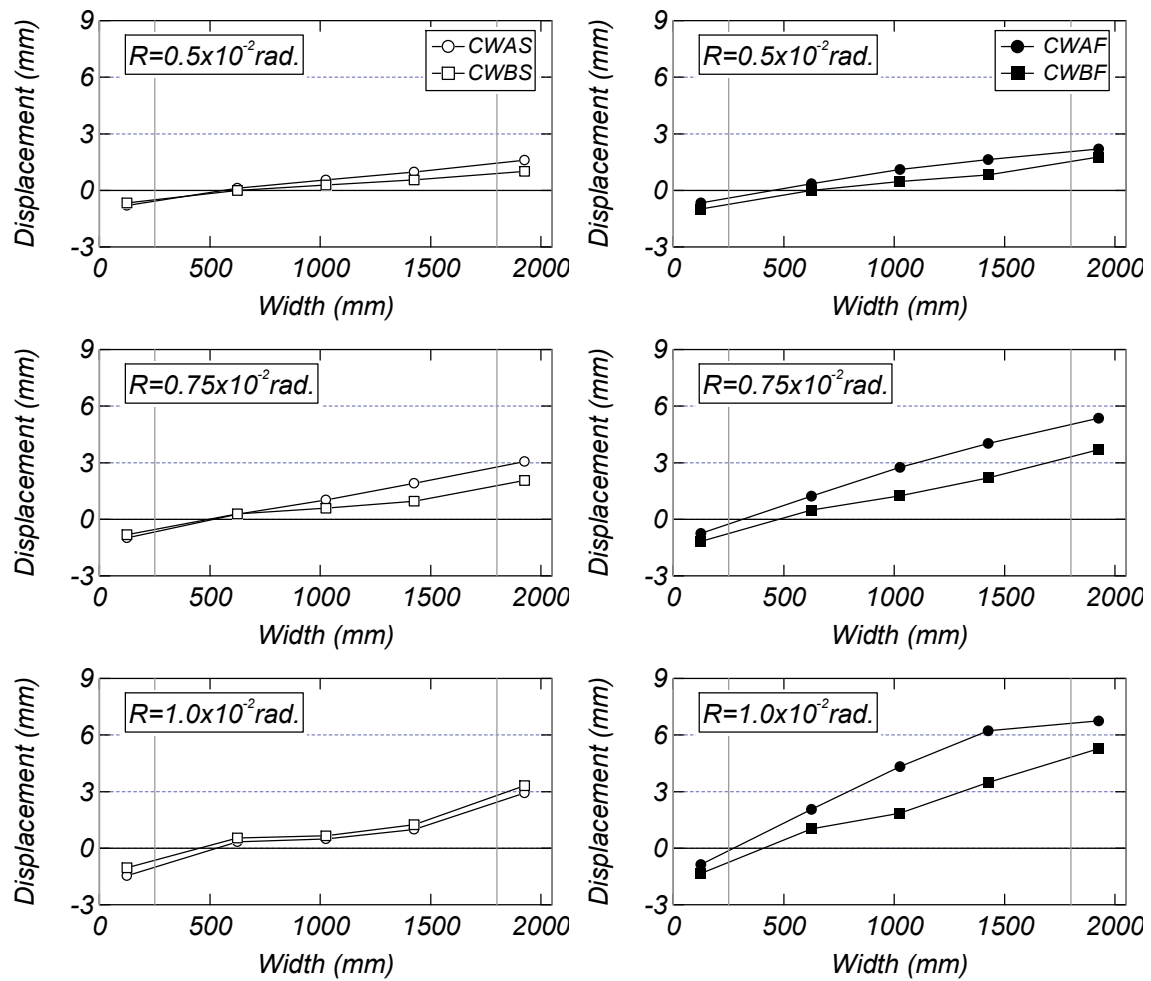 9
6
3
0
-3
Displacement (mm)
R=0.5x10-2rad.
CWAS
CWBS
0 500 1000 1500 2000
Width (mm)
9
6
3
0
-3
Displacement (mm)
R=0.5x10-2rad.
CWAF
CWBF
0 500 1000 1500 2000
Width (mm)
9
6
3
0
-3
Displacement (mm)
R=0.75x10-2rad.
0 500 1000 1500 2000
Width (mm)
9
6
3
0
-3
Displacement (mm)
R=0.75x10-2rad.
0 500 1000 1500 2000
Width (mm)
9
6
3
0
-3
Displacement (mm)
R=1.0x10-2rad.
0 500 1000 1500 2000
Width (mm)
9
6
3
0
-3
Displacement (mm)
R=1.0x10-2rad.
0 500 1000 1500 2000
Width (mm)